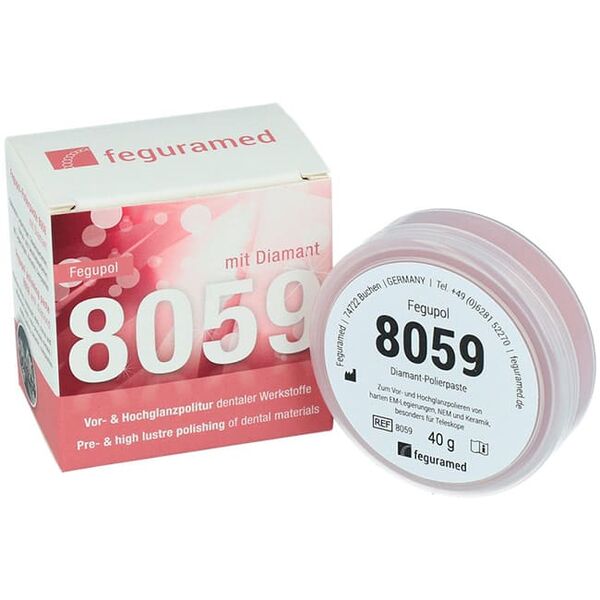 feguramed
Fegupol
mit Diamant
8059
Vor- & Hochglanzpolitur dentaler Werkstoffe
Pre- & high lustre polishing of dental materials
Feguramed | 74722 Buchen | GERMANY | Tel. +49 (0)6281 52270 | feguramed.de
Fegupol
8059
Diamant-Polierpaste
Zum Vor- und Hochglanzpolieren von
harten EM-Legierungen, NEM und Keramik,
besonders für Teleskope
REF 8059
40 g
feguramed